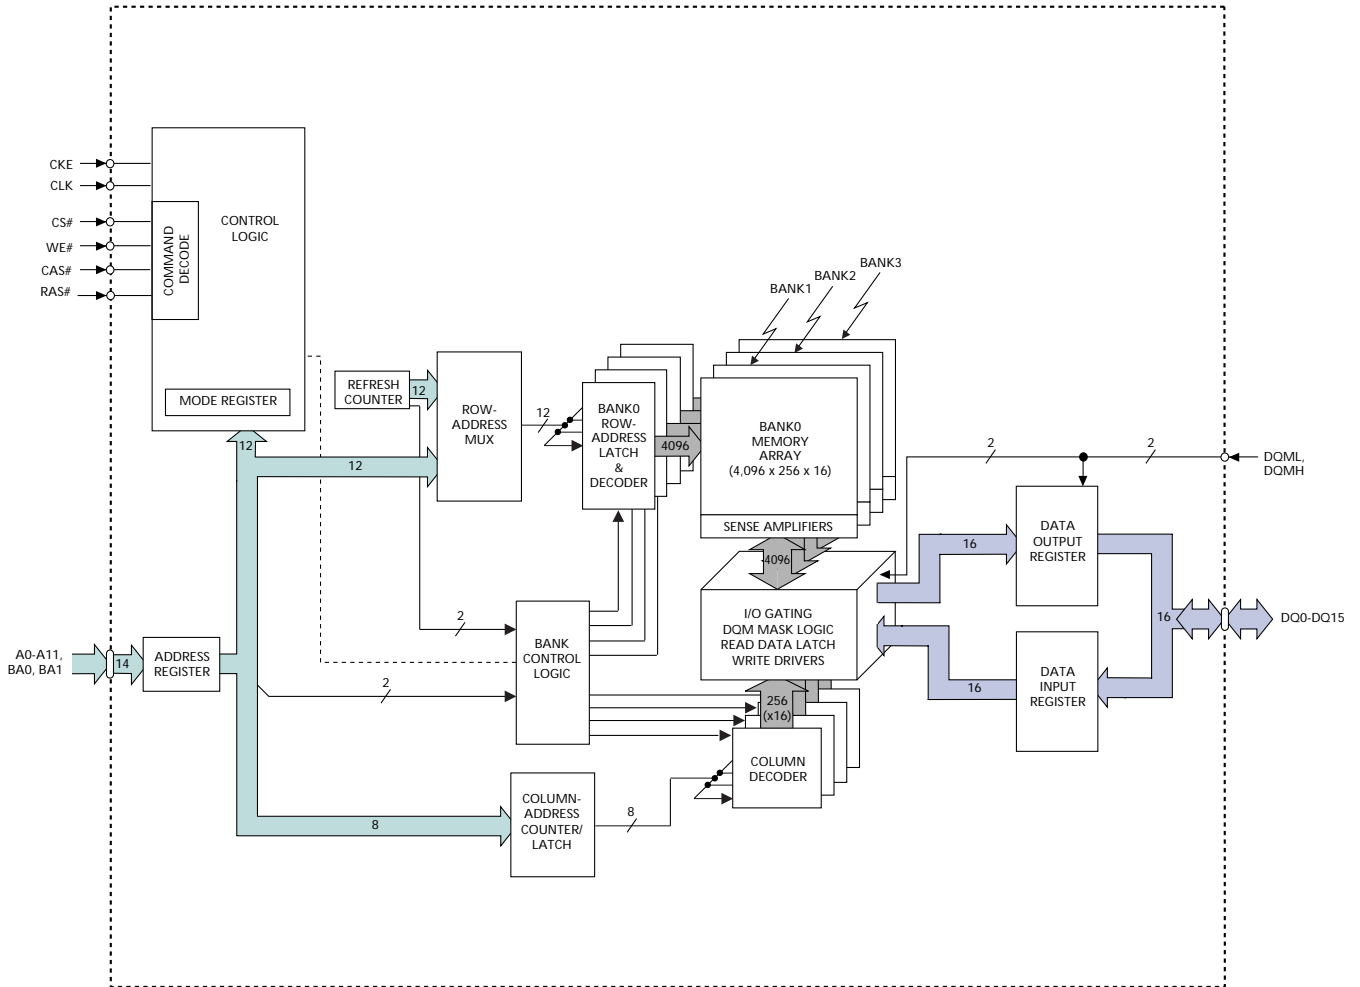 CKE
CLK
CS#
WE#
CAS#
RAS#
COMMAND
DECODE
CONTROL
LOGIC
MODE REGISTER
BANK3
BANK2
BANK1
REFRESH
COUNTER
12
ROW-
ADDRESS
MUX
12
BANK0
ROW-
ADDRESS
LATCH
&
DECODER
4096
BANK0
MEMORY
ARRAY
(4,096 x 256 x 16)
SENSE AMPLIFIERS
12
12
2
2
DQML,
DQMH
4096
16
DATA
OUTPUT
REGISTER
I/O GATING
DQM MASK LOGIC
READ DATA LATCH
WRITE DRIVERS
16
DQ0-DQ15
2
BANK
CONTROL
LOGIC
A0-A11,
BA0, BA1
14
ADDRESS
REGISTER
2
16
DATA
INPUT
REGISTER
256
(x16)
COLUMN
DECODER
COLUMN-
ADDRESS
COUNTER/
LATCH
8
8